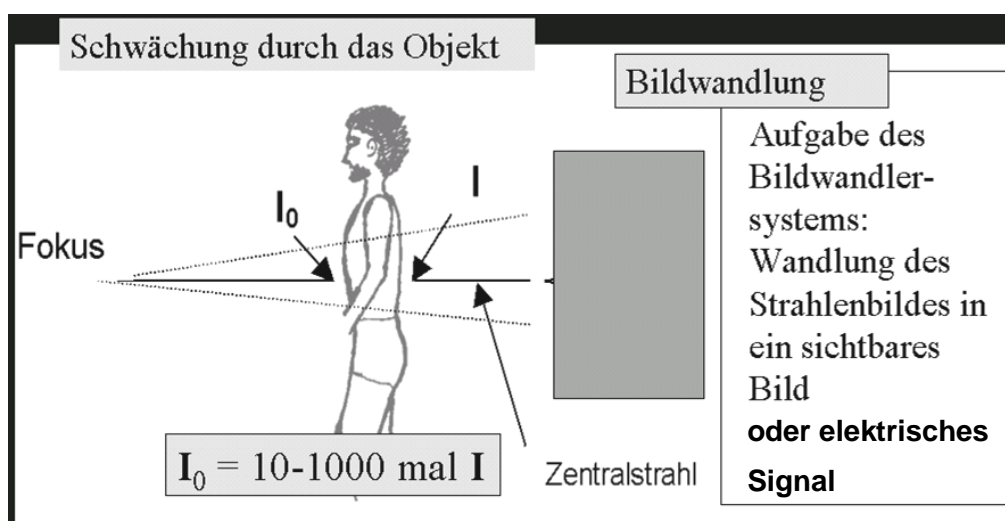 Schwächung durch das Objekt
Bildwandlung
Aufgabe des
Bildwandler-
systems:
Wandlung des
Strahlenbildes in
ein sichtbares
Bild
oder elektrisches
Signal
I
I₀
Fokus
I₀ = 10-1000 mal I
Zentralstrahl